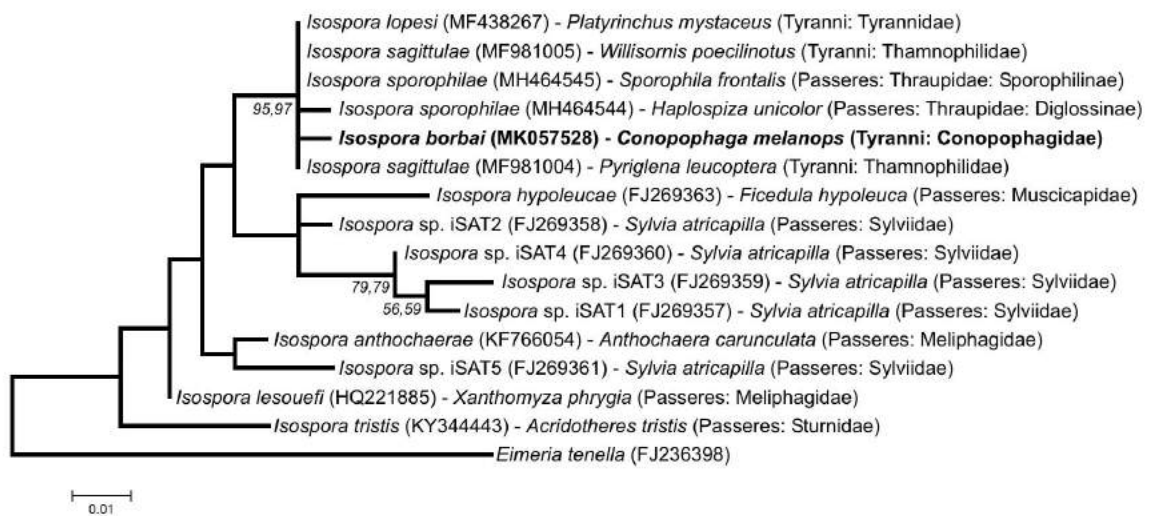 Isospora lopesi (MF438267) - Platyrinchus mystaceus (Tyranni: Tyrannidae)
Isospora sagittulae (MF981005) - Willisornis poecilinotus (Tyranni: Thamnophilidae)
Isospora sporophilae (MH464545) - Sporophila frontalis (Passeres: Thraupidae: Sporophilinae)
95,97
Isospora sporophilae (MH464544) - Haplospiza unicolor (Passeres: Thraupidae: Diglossinae)
Isospora borbai (MK057528) - Conopophaga melanops (Tyranni: Conopophagidae)
Isospora sagittulae (MF981004) - Pyriglena leucoptera (Tyranni: Thamnophilidae)
Isospora hypoleucae (FJ269363) - Ficedula hypoleuca (Passeres: Muscicapidae)
Isospora sp. iSAT2 (FJ269358) - Sylvia atricapilla (Passeres: Sylviidae)
Isospora sp. iSAT4 (FJ269360) - Sylvia atricapilla (Passeres: Sylviidae)
79,79
Isospora sp. iSAT3 (FJ269359) - Sylvia atricapilla (Passeres: Sylviidae)
56,59
Isospora sp. iSAT1 (FJ269357) - Sylvia atricapilla (Passeres: Sylviidae)
Isospora anthochaerae (KF766054) - Anthochaera carunculata (Passeres: Meliphagidae)
Isospora sp. iSAT5 (FJ269361) - Sylvia atricapilla (Passeres: Sylviidae)
Isospora lesouefi (HQ221885) - Xanthomyza phrygia (Passeres: Meliphagidae)
Isospora tristis (KY344443) - Acridotheres tristis (Passeres: Sturnidae)
Eimeria tenella (FJ236398)
0.01